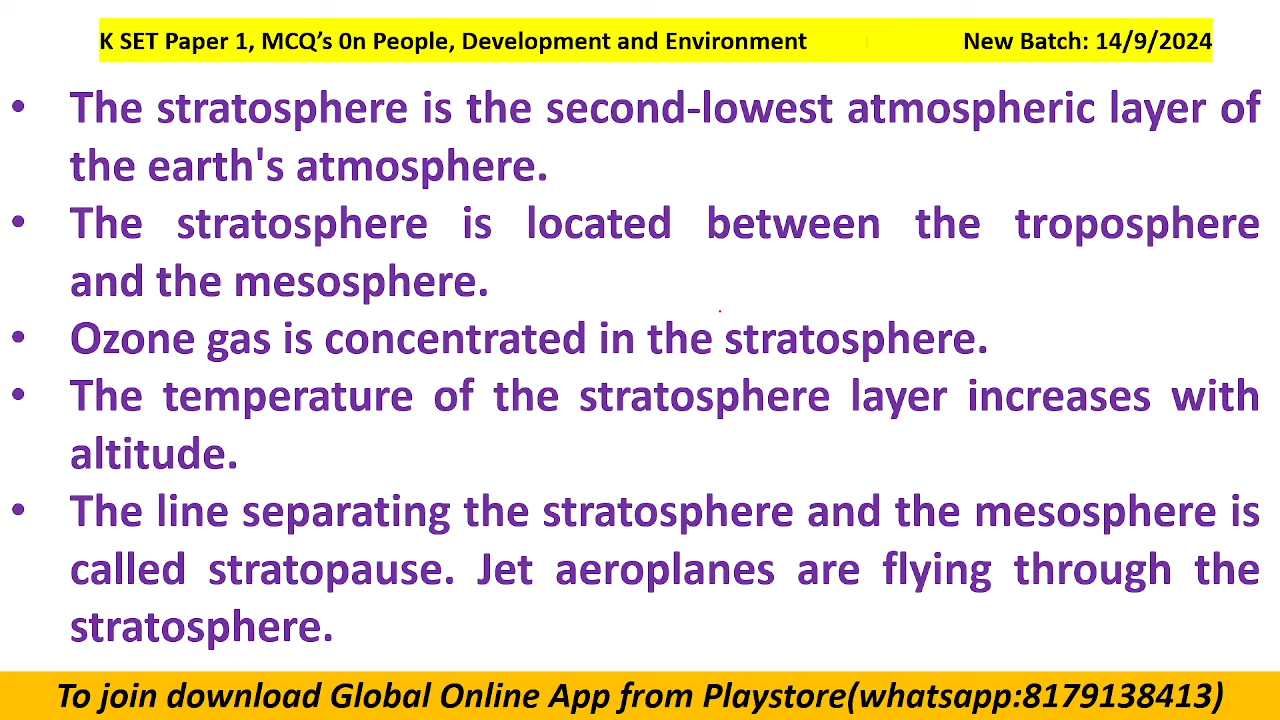 K SET Paper 1, MCQ’s 0n People, Development and Environment New Batch: 14/9/2024
• The stratosphere is the second-lowest atmospheric layer of
the earth's atmosphere.
• The stratosphere is located between the troposphere
and the mesosphere.
• Ozone gas is concentrated in the stratosphere.
• The temperature of the stratosphere layer increases with
altitude.
• The line separating the stratosphere and the mesosphere is
called stratopause. Jet aeroplanes are flying through the
stratosphere.
To join download Global Online App from Playstore(whatsapp:8179138413)